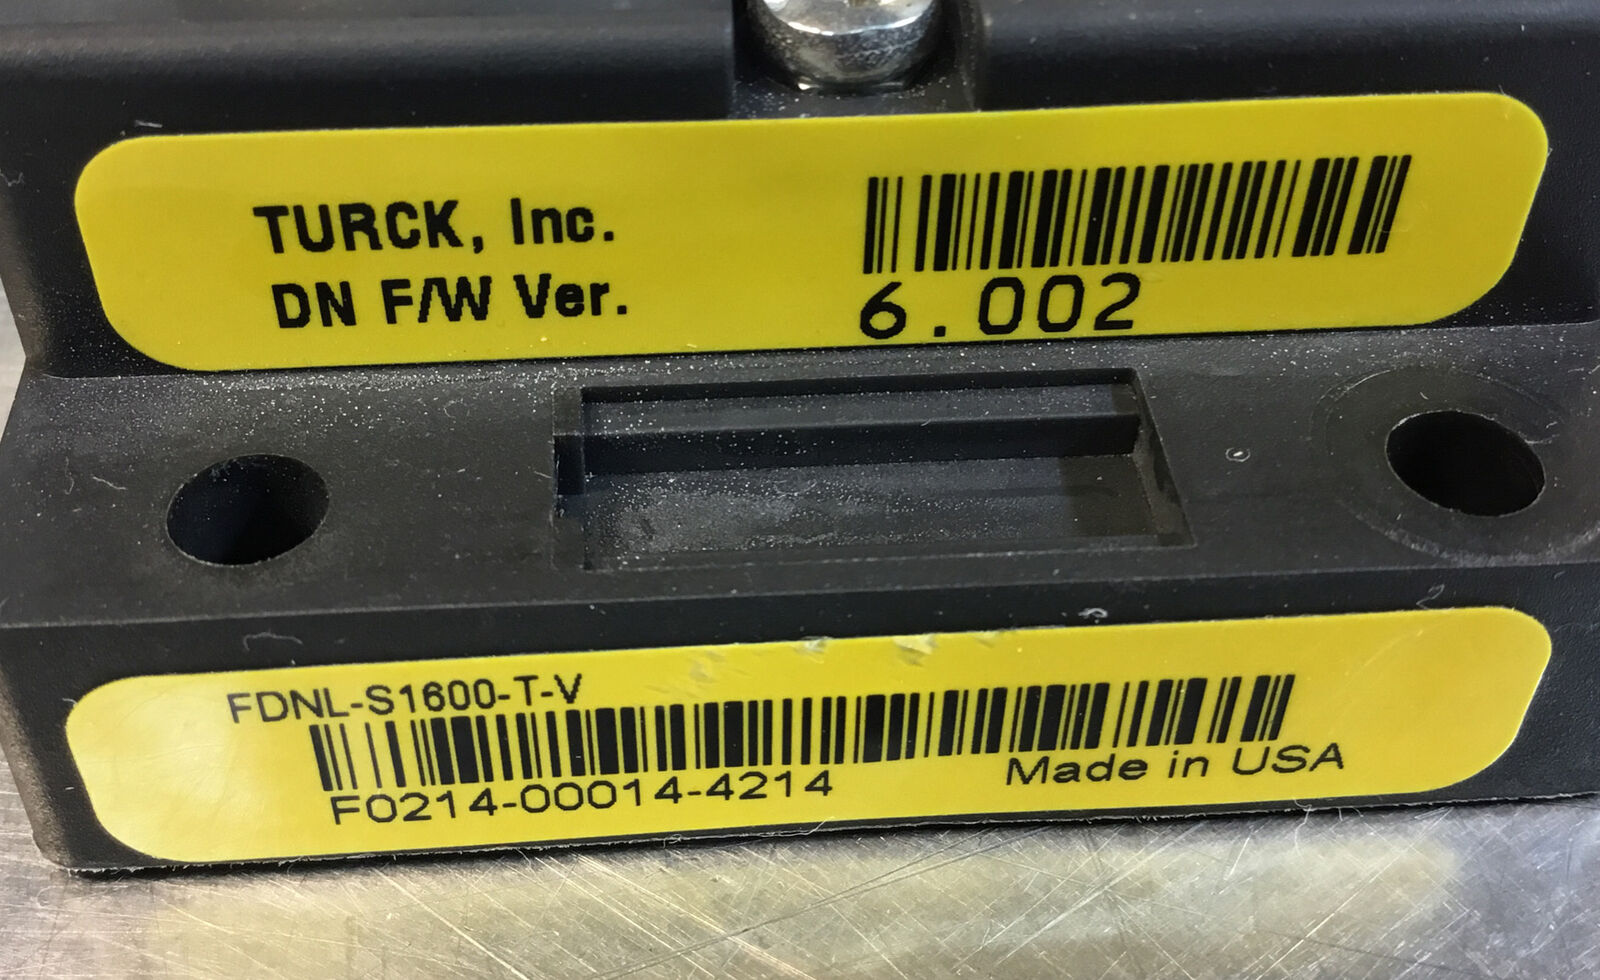 TURCK, Inc.
DN F/W Ver.
6.002
FDNL-S1600-T-V
F0214-00014-4214
Made in USA